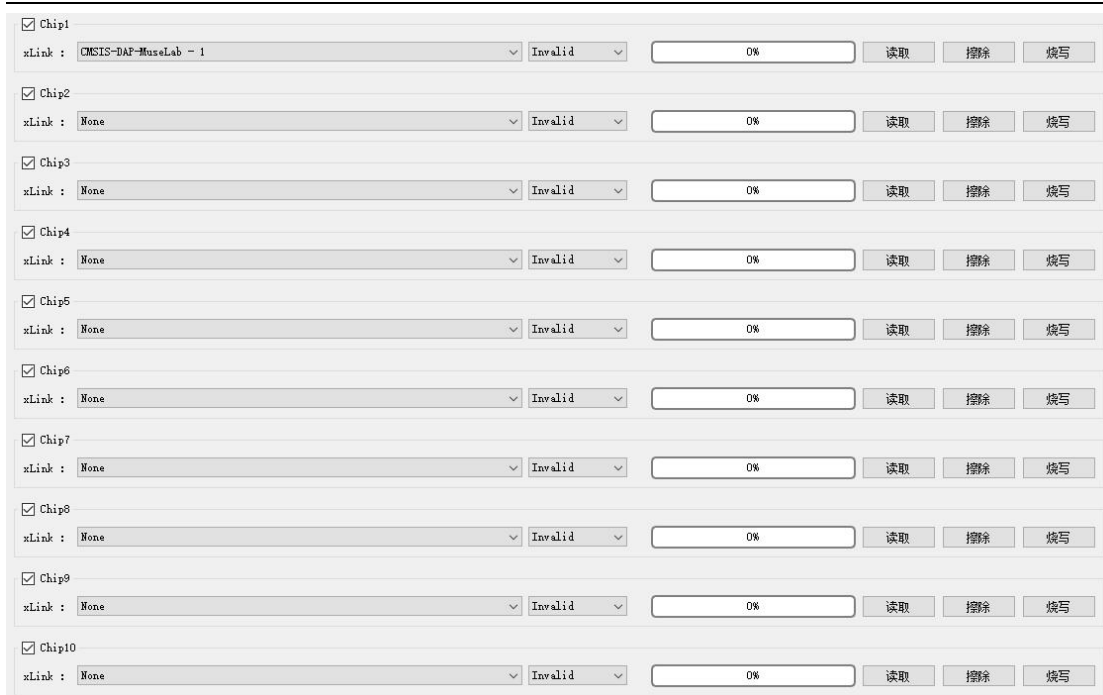 Chip1
xLink : CMSIS-DAP-MuseLab - 1 Invalid 0% 读取 擦除 烧写
Chip2
xLink : None Invalid 0% 读取 擦除 烧写
Chip3
xLink : None Invalid 0% 读取 擦除 烧写
Chip4
xLink : None Invalid 0% 读取 擦除 烧写
Chip5
xLink : None Invalid 0% 读取 擦除 烧写
Chip6
xLink : None Invalid 0% 读取 擦除 烧写
Chip7
xLink : None Invalid 0% 读取 擦除 烧写
Chip8
xLink : None Invalid 0% 读取 擦除 烧写
Chip9
xLink : None Invalid 0% 读取 擦除 烧写
Chip10
xLink : None Invalid 0% 读取 擦除 烧写